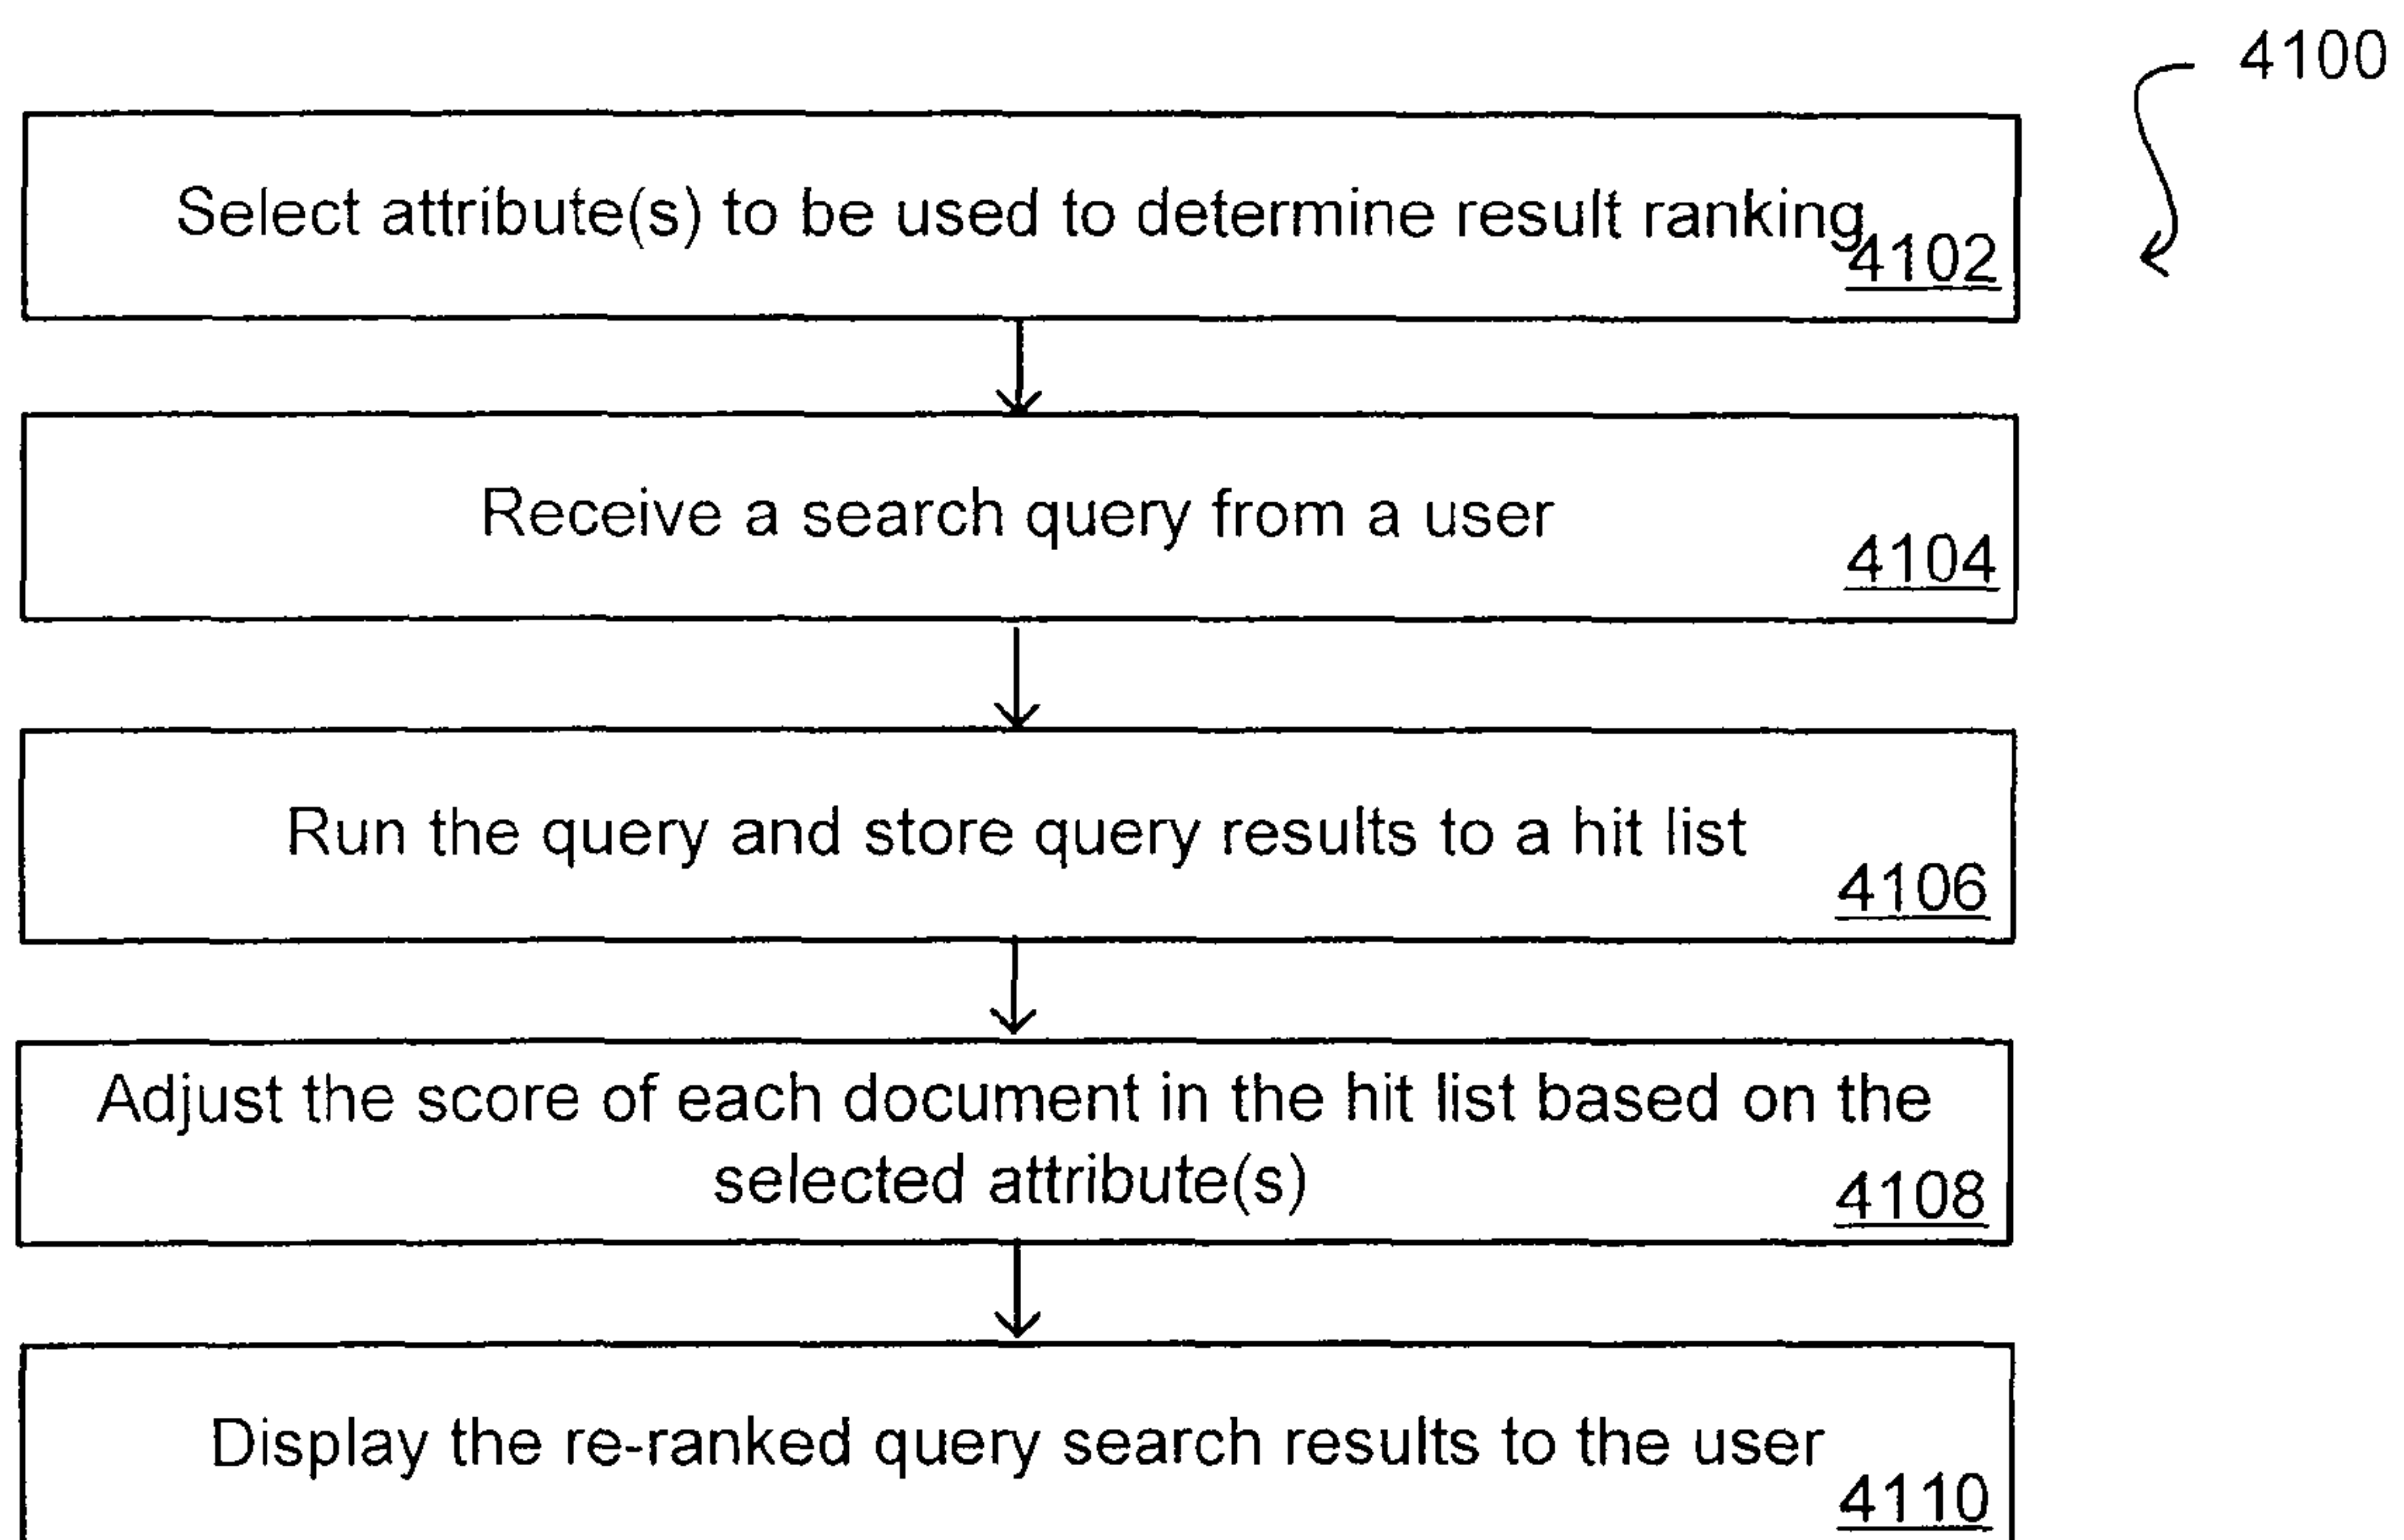 4100
Select attribute(s) to be used to determine result ranking
4102
Receive a search query from a user
4104
Run the query and store query results to a hit list
4106
Adjust the score of each document in the hit list based on the
selected attribute(s)
4108
Display the re-ranked query search results to the user
4110